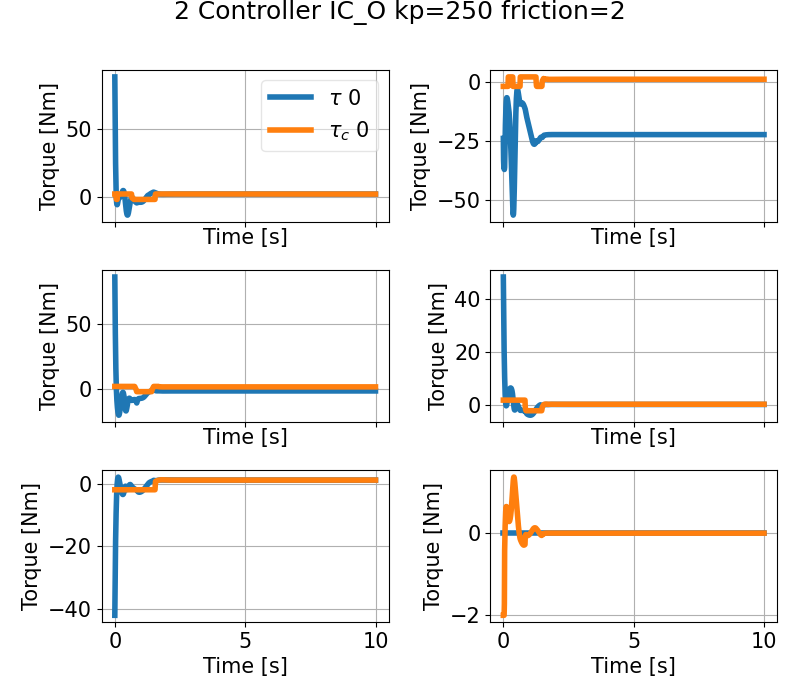 2 Controller IC_O kp=250 friction=2
50
0
Torque [Nm]
Time [s]
τ 0
τc 0
0
−25
−50
Torque [Nm]
Time [s]
50
0
Torque [Nm]
Time [s]
40
20
0
Torque [Nm]
Time [s]
0
−20
−40
Torque [Nm]
0 5 10
Time [s]
0
−2
Torque [Nm]
0 5 10
Time [s]